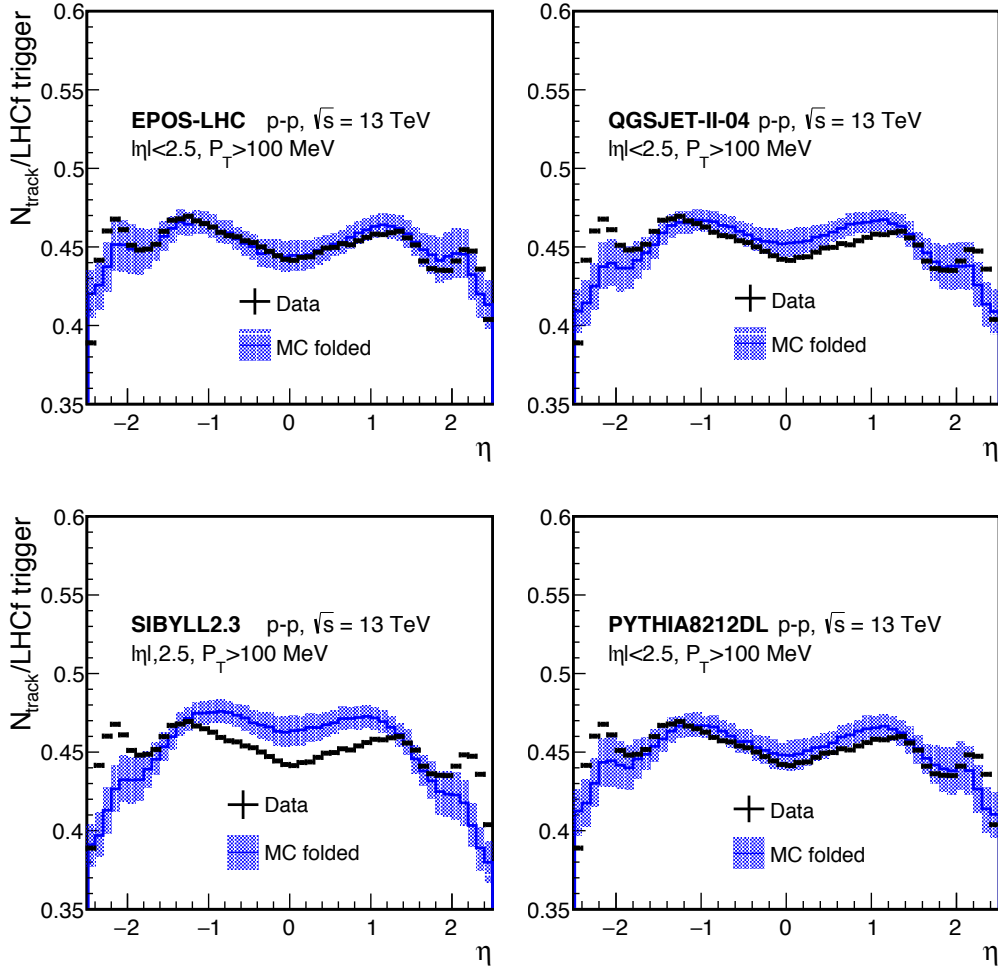 0.6
0.55
0.5
0.45
0.4
0.35
N_track/LHCf trigger
EPOS-LHC p-p, √s = 13 TeV
|η|<2.5, P_T>100 MeV
Data
MC folded
−2 −1 0 1 2
η
0.6
0.55
0.5
0.45
0.4
0.35
QGSJET-II-04 p-p, √s = 13 TeV
|η|<2.5, P_T>100 MeV
Data
MC folded
−2 −1 0 1 2
η
0.6
0.55
0.5
0.45
0.4
0.35
N_track/LHCf trigger
SIBYLL2.3 p-p, √s = 13 TeV
|η|,2.5, P_T>100 MeV
Data
MC folded
−2 −1 0 1 2
η
0.6
0.55
0.5
0.45
0.4
0.35
PYTHIA8212DL p-p, √s = 13 TeV
|η|<2.5, P_T>100 MeV
Data
MC folded
−2 −1 0 1 2
η